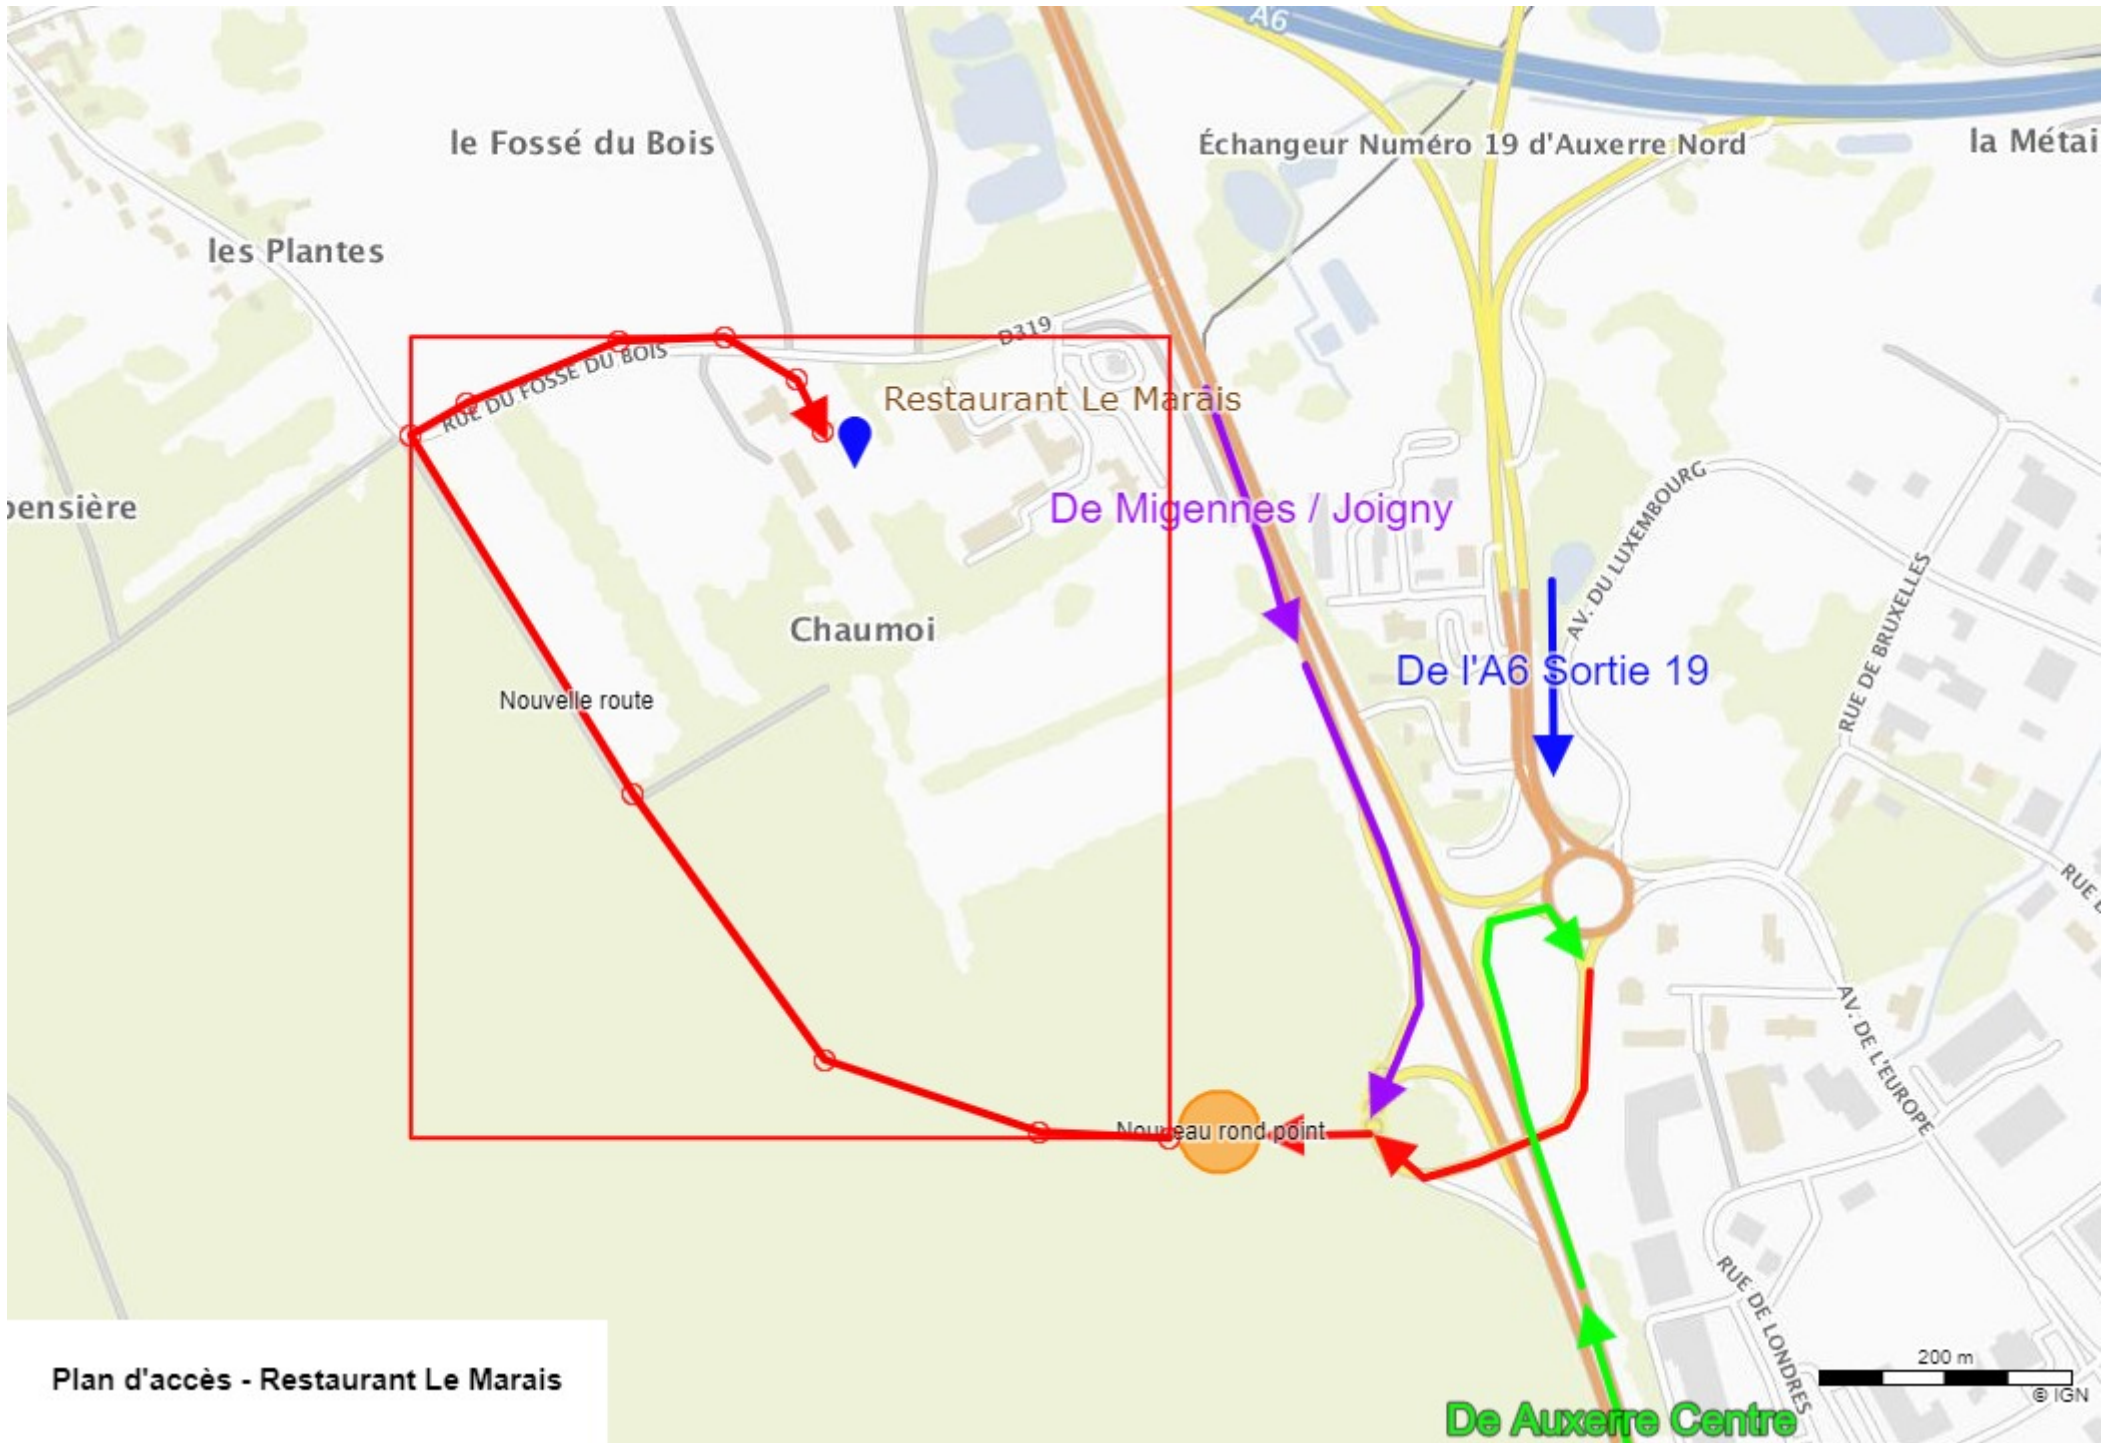 A6
le Fossé du Bois
Échangeur Numéro 19 d'Auxerre Nord
la Métai
les Plantes
D319
RUE DU FOSSE DU BOIS
Restaurant Le Marais
pensière
De Migennes / Joigny
AV. DU LUXEMBOURG
RUE DE BRUXELLES
Chaumoi
De l'A6 Sortie 19
Nouvelle route
RUE
AV. DE L'EUROPE
Nouveau rond point
RUE DE LONDRES
200 m
© IGN
Plan d'accès - Restaurant Le Marais
De Auxerre Centre